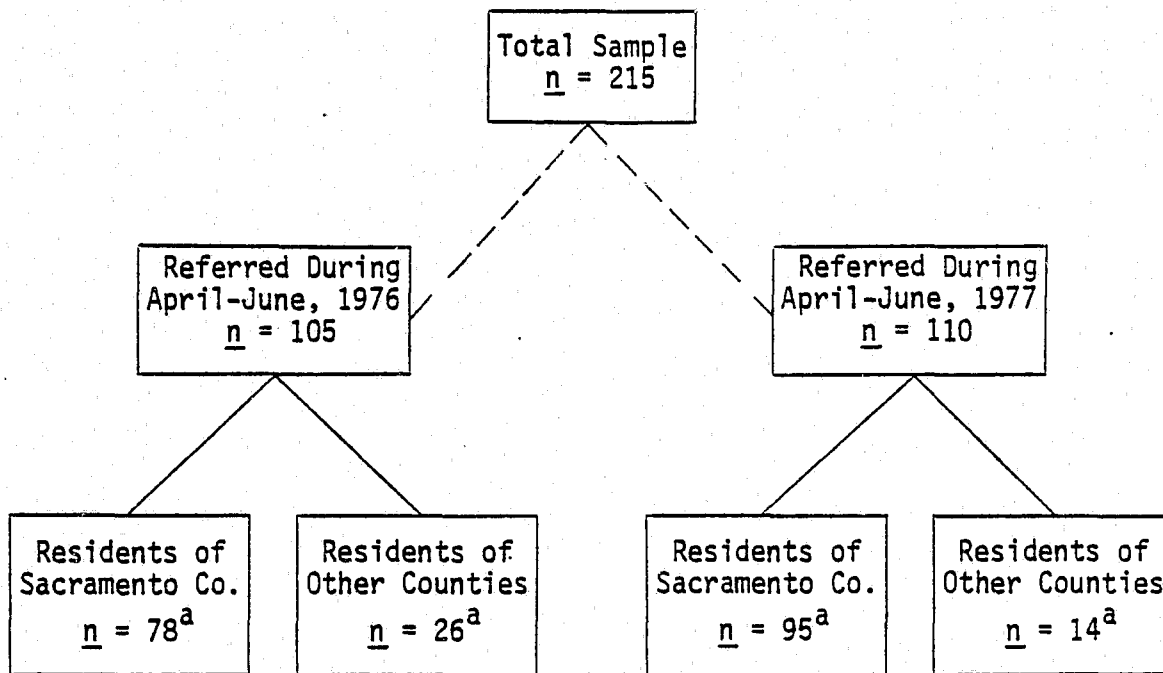 Total Sample
n = 215
Referred During
April-June, 1976
n = 105
Referred During
April-June, 1977
n = 110
Residents of
Sacramento Co.
n = 78a
Residents of
Other Counties
n = 26a
Residents of
Sacramento Co.
n = 95a
Residents of
Other Counties
n = 14a